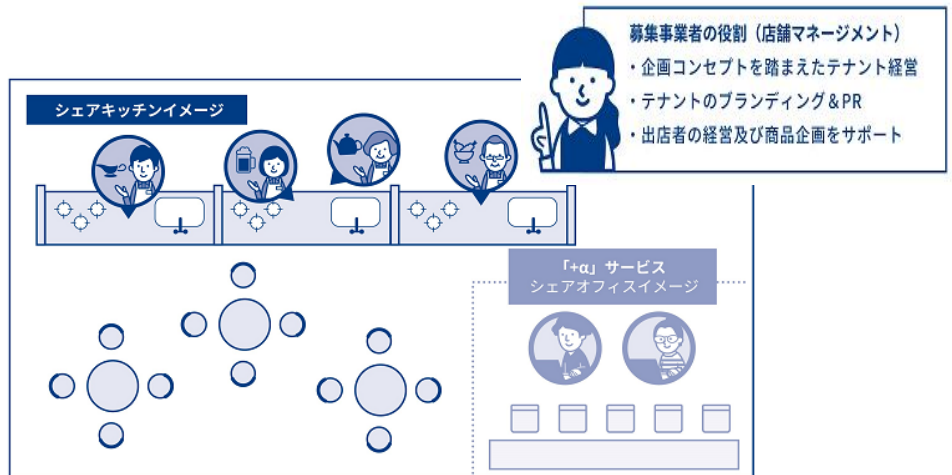 募集事業者の役割（店舗マネージメント）
・企画コンセプトを踏まえたテナント経営
・テナントのブランディング＆PR
・出店者の経営及び商品企画をサポート
シェアキッチンイメージ
「+α」サービス
シェアオフィスイメージ